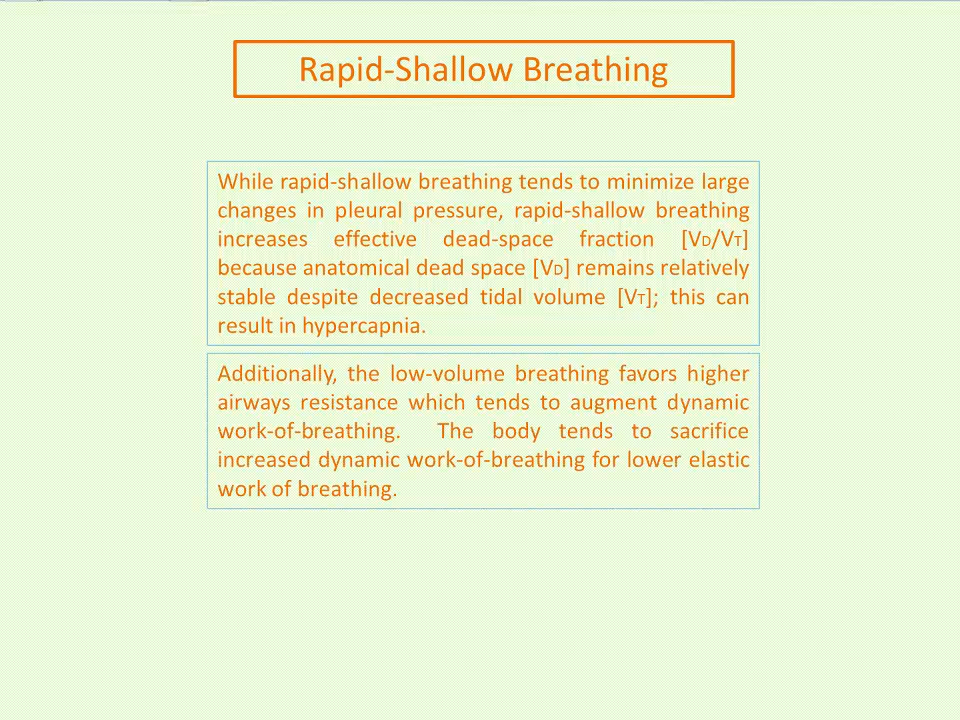 Rapid-Shallow Breathing
While rapid-shallow breathing tends to minimize large
changes in pleural pressure, rapid-shallow breathing
increases effective dead-space fraction [VD/VT]
because anatomical dead space [VD] remains relatively
stable despite decreased tidal volume [VT]; this can
result in hypercapnia.
Additionally, the low-volume breathing favors higher
airways resistance which tends to augment dynamic
work-of-breathing.  The body tends to sacrifice
increased dynamic work-of-breathing for lower elastic
work of breathing.